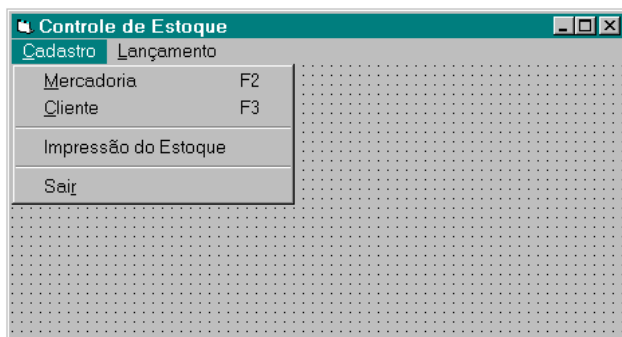 Controle de Estoque
Cadastro Lançamento
Mercadoria F2
Cliente F3
Impressão do Estoque
Sair